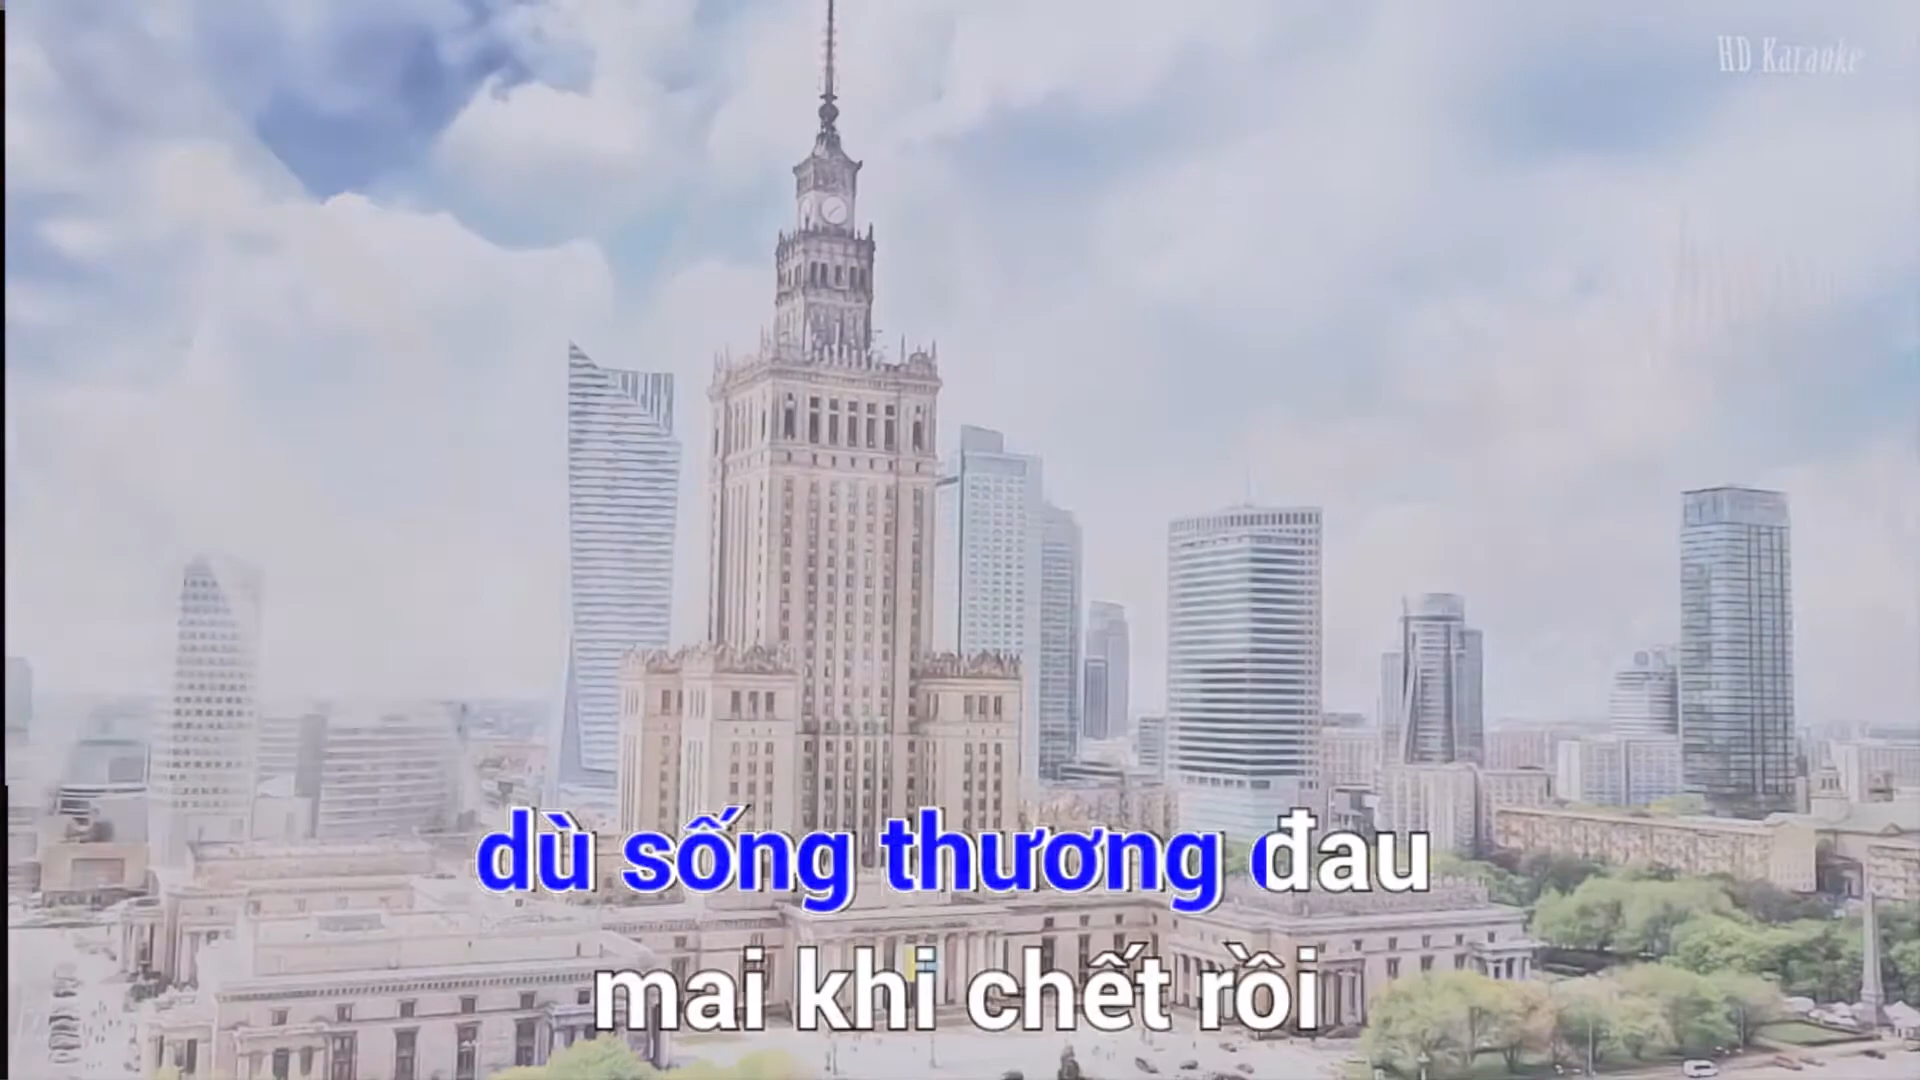 HD Karaoke
dù sống thương đau
mai khi chết rồi